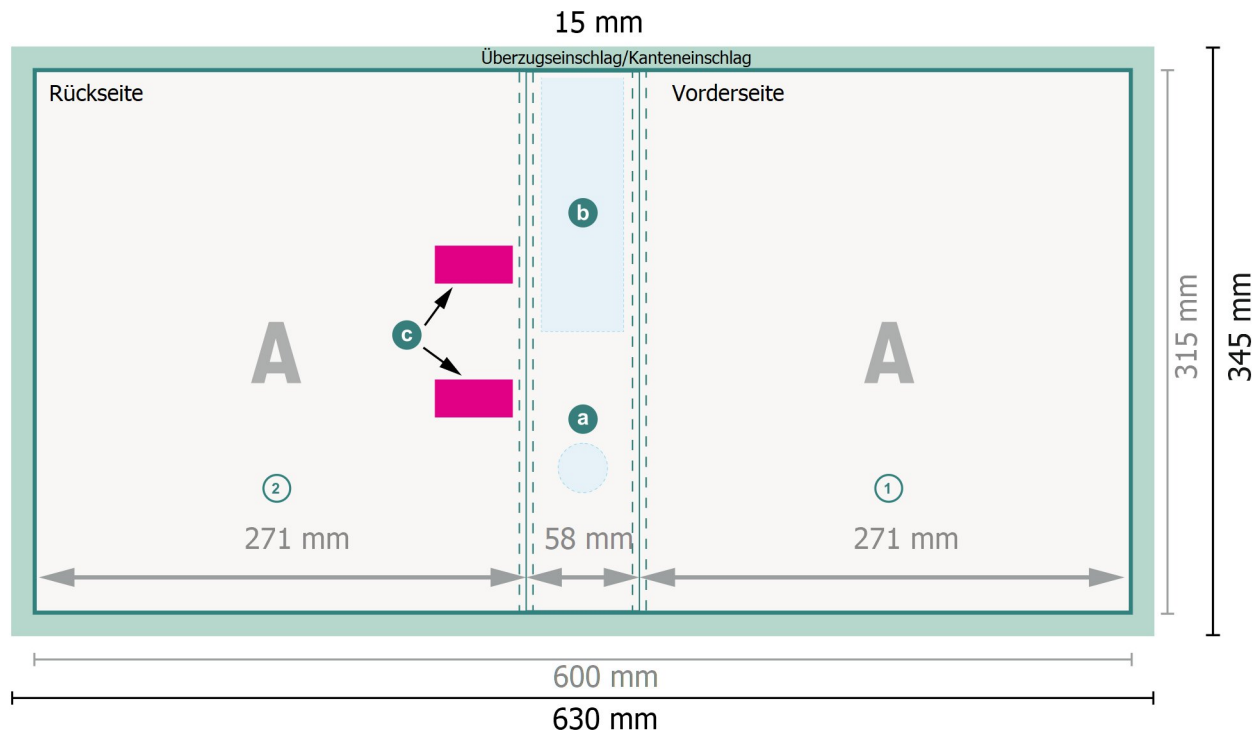 15 mm
Überzugseinschlag/Kanteneinschlag
Rückseite
Vorderseite
b
c
A
A
a
2
1
271 mm
58 mm
271 mm
315 mm
345 mm
600 mm
630 mm